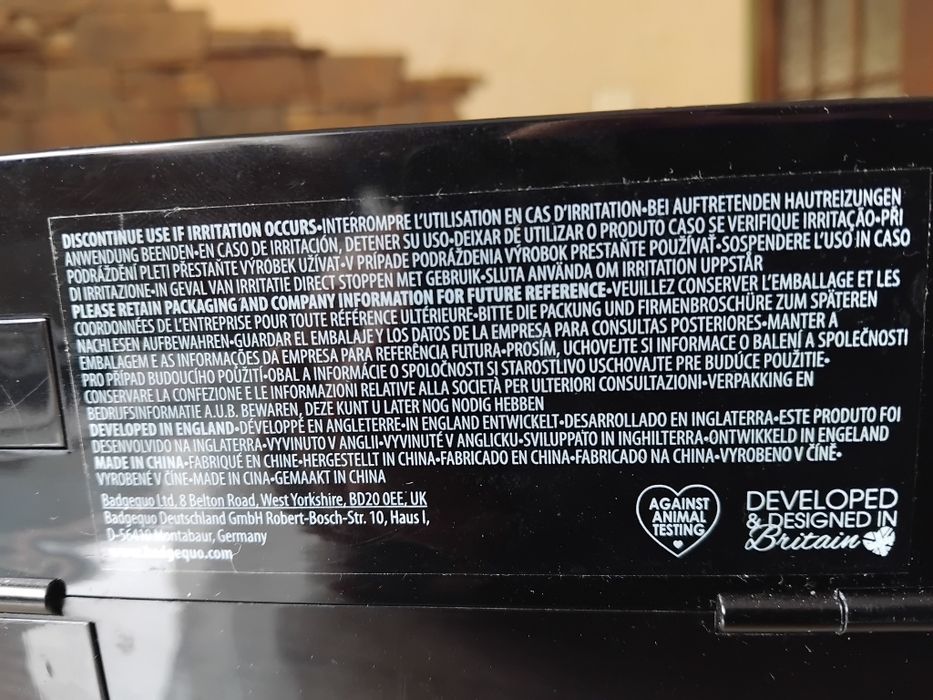 DISCONTINUE USE IF IRRITATION OCCURS•INTERROMPRE L'UTILISATION EN CAS D'IRRITATION•BEI AUFTRETENDEN HAUTREIZUNGEN
ANWENDUNG BEENDEN•EN CASO DE IRRITACIÓN, DETENER SU USO•DEIXAR DE UTILIZAR O PRODUTO CASO SE VERIFIQUE IRRITAÇÃO•PŘI
PODRÁŽDĚNÍ PLETI PŘESTAŇTE VÝROBEK UŽÍVAT•V PRÍPADE PODRÁŽDENIA VÝROBOK PRESTAŇTE POUŽÍVAŤ•SOSPENDERE L'USO IN CASO
DI IRRITAZIONE•IN GEVAL VAN IRRITATIE DIRECT STOPPEN MET GEBRUIK•SLUTA ANVÄNDA OM IRRITATION UPPSTÅR
PLEASE RETAIN PACKAGING AND COMPANY INFORMATION FOR FUTURE REFERENCE•VEUILLEZ CONSERVER L'EMBALLAGE ET LES
COORDONNÉES DE L'ENTREPRISE POUR TOUTE RÉFÉRENCE ULTÉRIEURE•BITTE DIE PACKUNG UND FIRMENBROSCHÜRE ZUM SPÄTEREN
NACHLESEN AUFBEWAHREN•GUARDAR EL EMBALAJE Y LOS DATOS DE LA EMPRESA PARA CONSULTAS POSTERIORES•MANTER A
EMBALAGEM E AS INFORMAÇÕES DA EMPRESA PARA REFERÊNCIA FUTURA•PROSÍM, UCHOVEJTE SI INFORMACE O BALENÍ A SPOLEČNOSTI
PRO PŘÍPAD BUDOUCÍHO POUŽITÍ•OBAL A INFORMÁCIE O SPOLOČNOSTI SI STAROSTLIVO USCHOVAJTE PRE BUDÚCE POUŽITIE•
CONSERVARE LA CONFEZIONE E LE INFORMAZIONI RELATIVE ALLA SOCIETÀ PER ULTERIORI CONSULTAZIONI•VERPAKKING EN
BEDRIJFSINFORMATIE A.U.B. BEWAREN, DEZE KUNT U LATER NOG NODIG HEBBEN
DEVELOPED IN ENGLAND•DÉVELOPPÉ EN ANGLETERRE•IN ENGLAND ENTWICKELT•DESARROLLADO EN INGLATERRA•ESTE PRODUTO FOI
DESENVOLVIDO NA INGLATERRA•VYVINUTO V ANGLII•VYVINUTÉ V ANGLICKU•SVILUPPATO IN INGHILTERRA•ONTWIKKELD IN ENGELAND
MADE IN CHINA•FABRIQUÉ EN CHINE•HERGESTELLT IN CHINA•FABRICADO EN CHINA•FABRICADO NA CHINA•VYROBENO V ČÍNĚ•
VYROBENÉ V ČÍNE•MADE IN CINA•GEMAAKT IN CHINA
Badgequo Ltd, 8 Belton Road, West Yorkshire, BD20 0EE, UK
Badgequo Deutschland GmbH Robert-Bosch-Str. 10, Haus I,
D-56410 Montabaur, Germany
www.badgequo.com
AGAINST
ANIMAL
TESTING
DEVELOPED
& DESIGNED IN
Britain